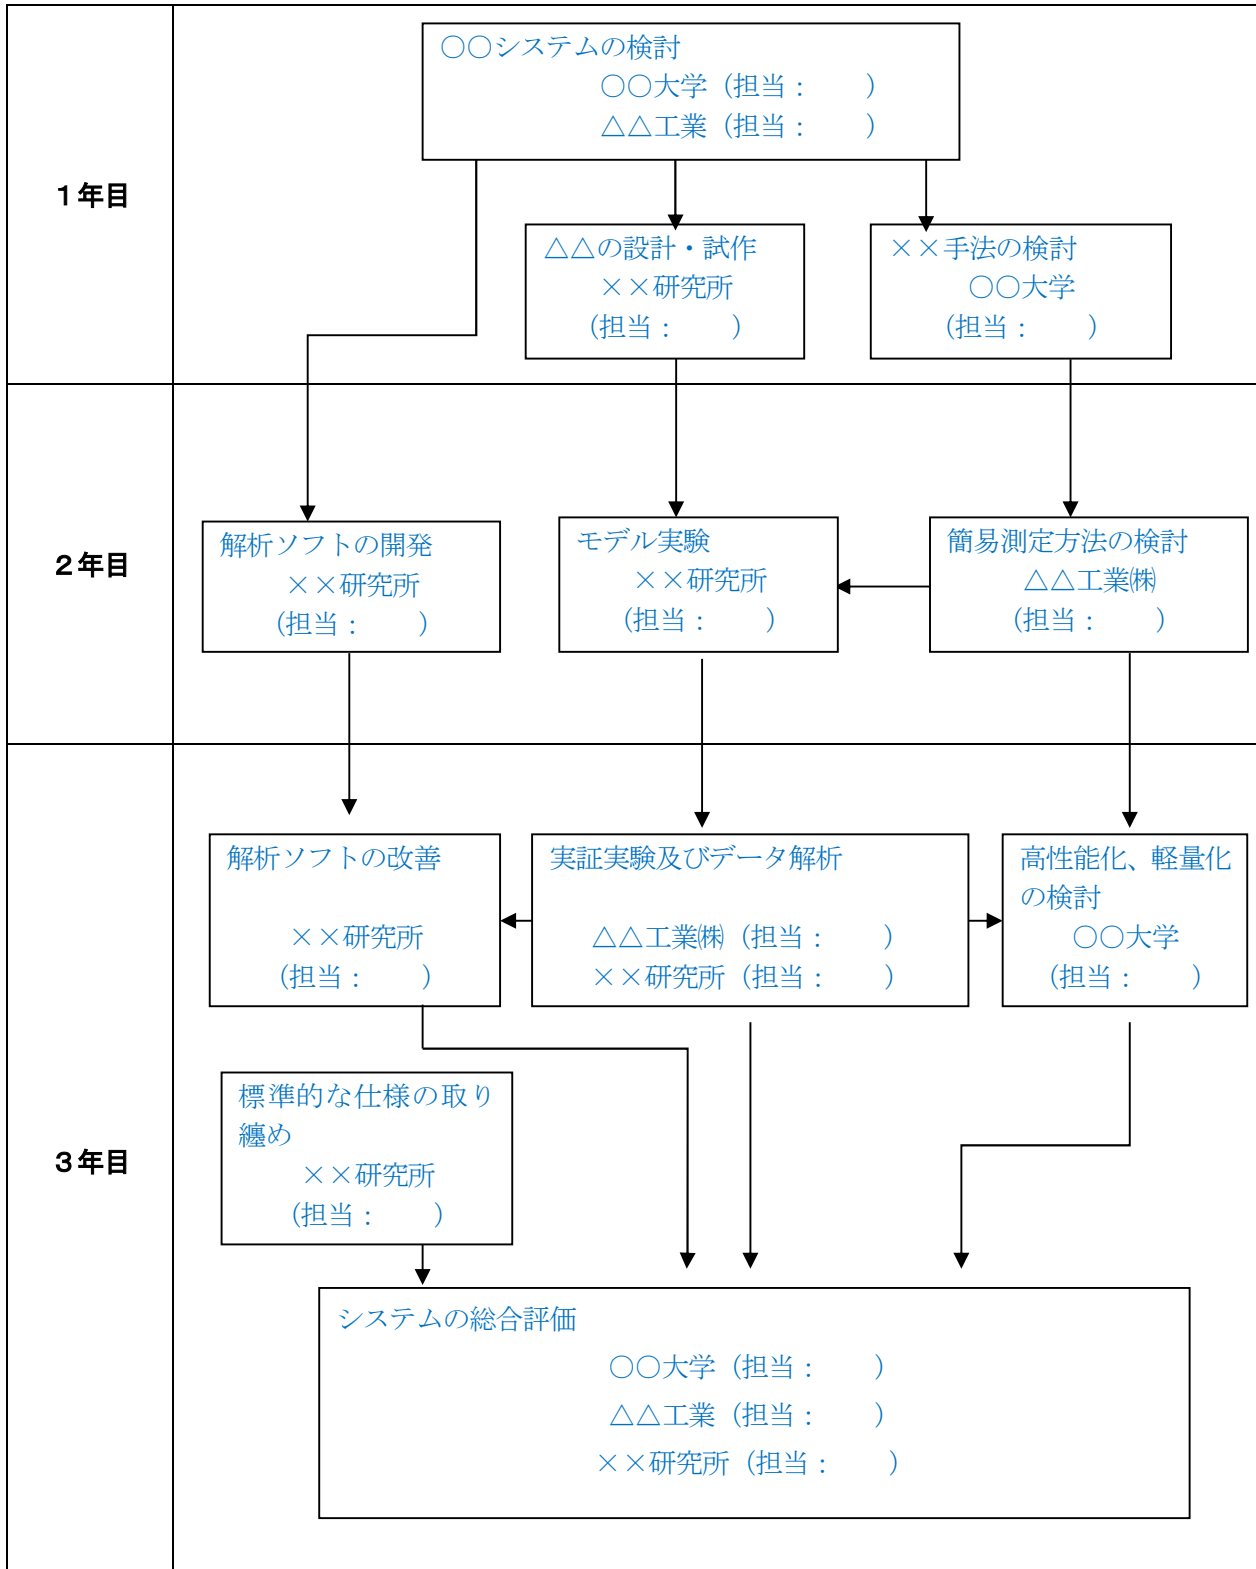 １年目
○○システムの検討
○○大学（担当：　　）
△△工業（担当：　　）
△△の設計・試作
××研究所
（担当：　　）
××手法の検討
○○大学
（担当：　　）
２年目
解析ソフトの開発
××研究所
（担当：　　）
モデル実験
××研究所
（担当：　　）
簡易測定方法の検討
△△工業㈱
（担当：　　）
３年目
解析ソフトの改善
××研究所
（担当：　　）
実証実験及びデータ解析
△△工業㈱（担当：　　）
××研究所（担当：　　）
高性能化、軽量化
の検討
○○大学
（担当：　　）
標準的な仕様の取り
纏め
××研究所
（担当：　　）
システムの総合評価
○○大学（担当：　　）
△△工業（担当：　　）
××研究所（担当：　　）